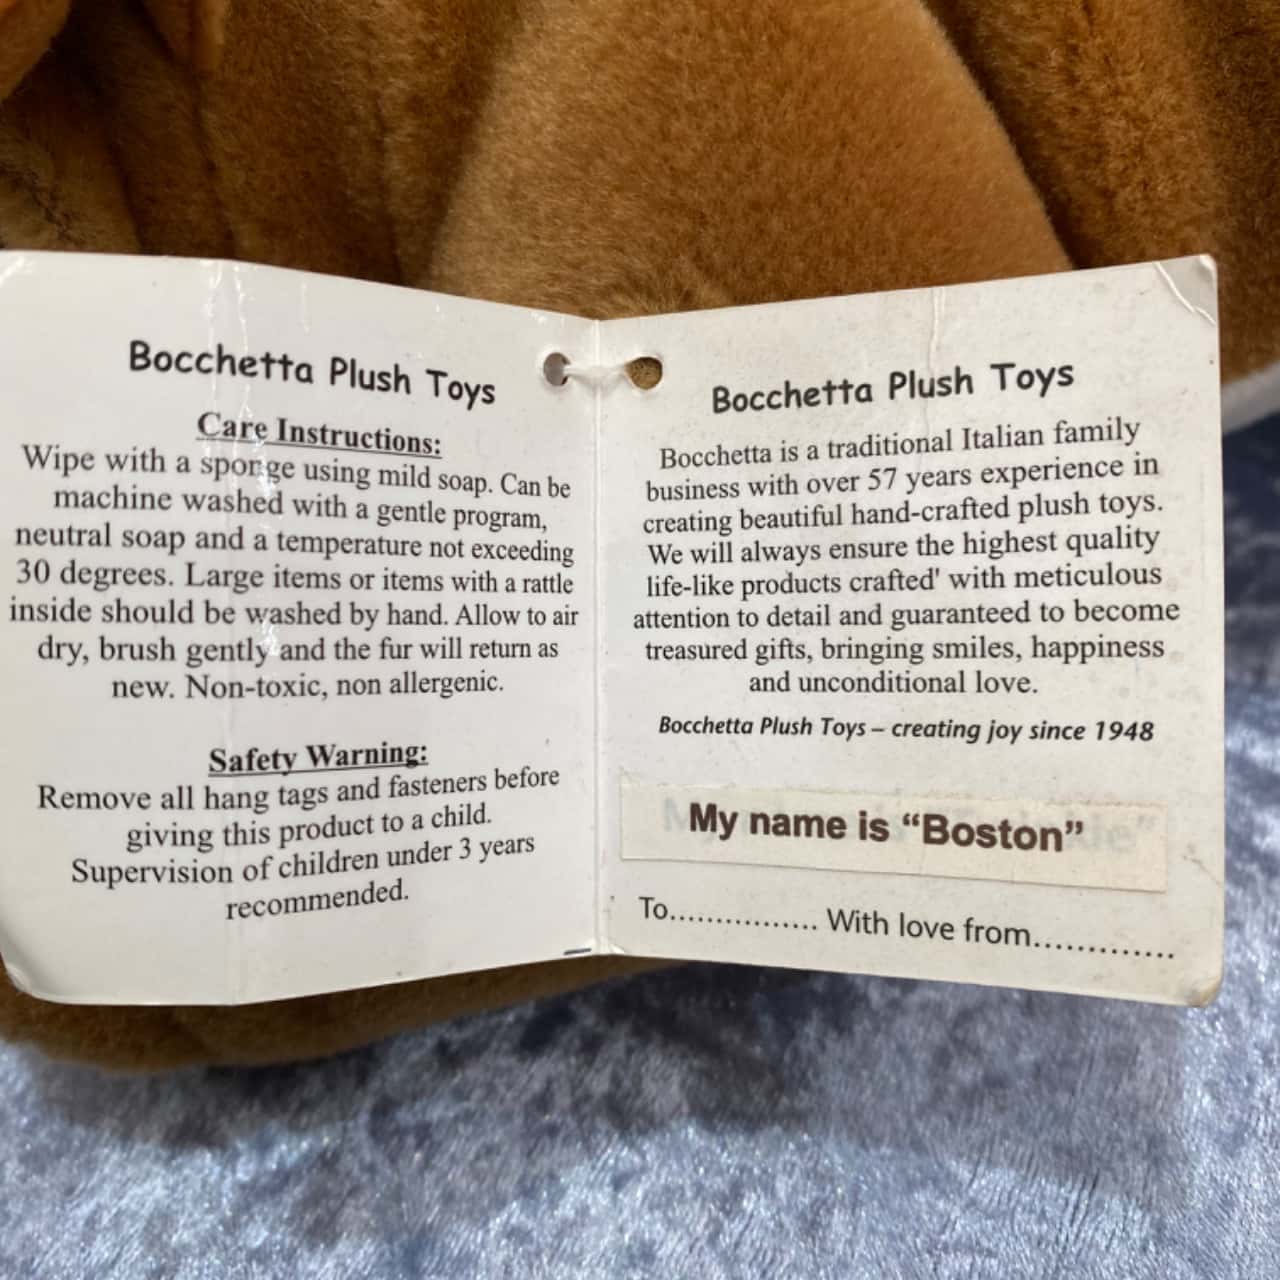 Bocchetta Plush Toys
Care Instructions:
Wipe with a sponge using mild soap. Can be
machine washed with a gentle program,
neutral soap and a temperature not exceeding
30 degrees. Large items or items with a rattle
inside should be washed by hand. Allow to air
dry, brush gently and the fur will return as
new. Non-toxic, non allergenic.
Safety Warning:
Remove all hang tags and fasteners before
giving this product to a child.
Supervision of children under 3 years
recommended.
Bocchetta Plush Toys
Bocchetta is a traditional Italian family
business with over 57 years experience in
creating beautiful hand-crafted plush toys.
We will always ensure the highest quality
life-like products crafted' with meticulous
attention to detail and guaranteed to become
treasured gifts, bringing smiles, happiness
and unconditional love.
Bocchetta Plush Toys – creating joy since 1948
My name is “Boston”
To................ With love from.............